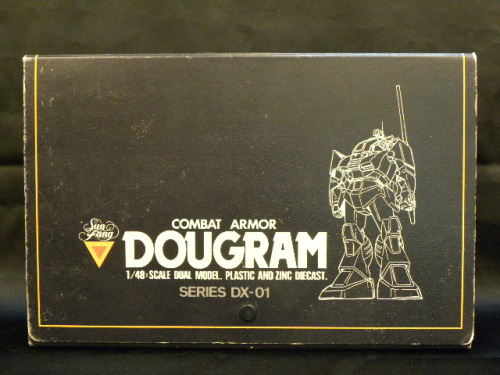 Sun Fang
COMBAT ARMOR
DOUGRAM
1/48-SCALE DUAL MODEL. PLASTIC AND ZINC DIECAST.
SERIES DX-01